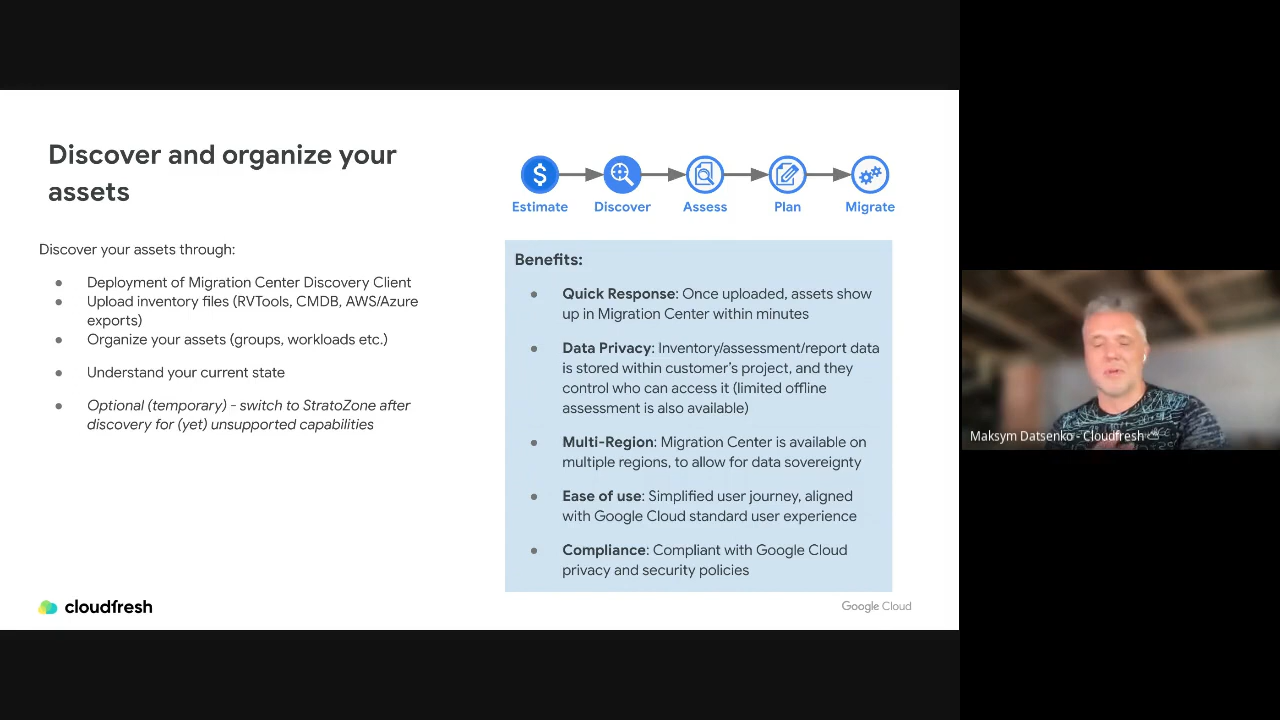 Discover and organize your
assets
Discover your assets through:
● Deployment of Migration Center Discovery Client
● Upload inventory files (RVTools, CMDB, AWS/Azure
exports)
● Organize your assets (groups, workloads etc.)
● Understand your current state
● Optional (temporary) - switch to StratoZone after
discovery for (yet) unsupported capabilities
$
Estimate Discover Assess Plan Migrate
Benefits:
● Quick Response: Once uploaded, assets show
up in Migration Center within minutes
● Data Privacy: Inventory/assessment/report data
is stored within customer's project, and they
control who can access it (limited offline
assessment is also available)
● Multi-Region: Migration Center is available on
multiple regions, to allow for data sovereignty
● Ease of use: Simplified user journey, aligned
with Google Cloud standard user experience
● Compliance: Compliant with Google Cloud
privacy and security policies
cloudfresh
Google Cloud
Maksym Datsenko - Cloudfresh